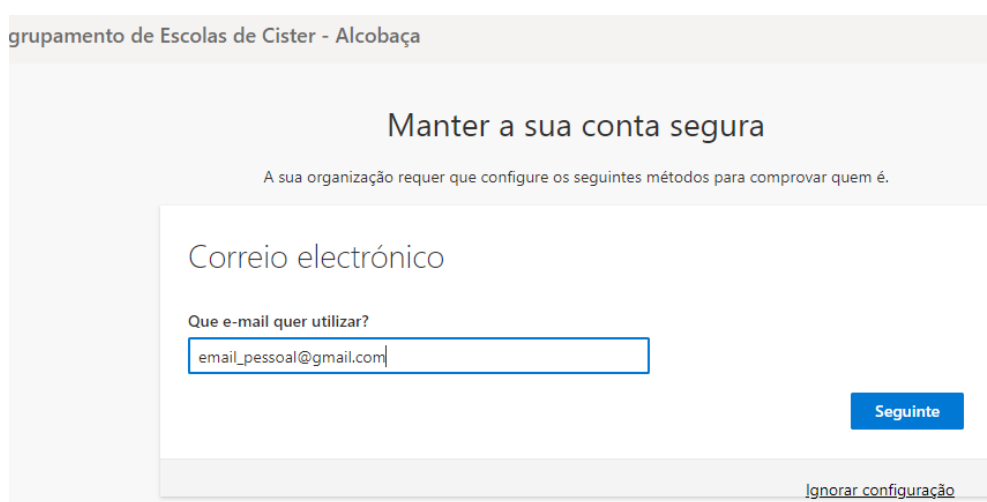 grupamento de Escolas de Cister - Alcobaça
Manter a sua conta segura
A sua organização requer que configure os seguintes métodos para comprovar quem é.
Correio electrónico
Que e-mail quer utilizar?
email_pessoal@gmail.com
Seguinte
Ignorar configuração